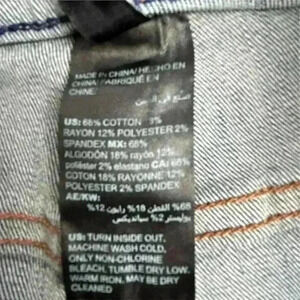 MADE IN CHINA/ HECHO EN
CHINA/ FABRIQUÉ EN
CHINE/
صنع في الصين
US: 68% COTTON
RAYON 12% POLYESTER 2%
SPANDEX MX: 68%
ALGODÓN 18% rayón 12%
poliéster 2% elastano CA: 68%
COTON 18% RAYONNE 12%
POLYESTER 2% SPANDEX
AE/KW:
68% القطن 18% رايون 12%
بوليستر 2% سباندكس
US: TURN INSIDE OUT,
MACHINE WASH COLD,
ONLY NON-CHLORINE
BLEACH, TUMBLE DRY LOW,
WARM IRON, MAY BE DRY
CLEANED